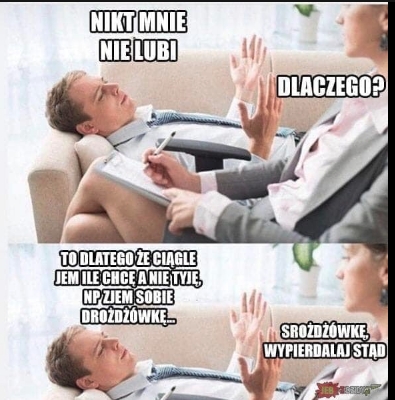 NIKT MNIE
NIE LUBI
DLACZEGO?
TO DLATEGO ŻE CIĄGLE
JEM ILE CHCĘ A NIE TYJĘ,
NP ZJEM SOBIE
DROŻDŻÓWKĘ...
SROŻDŻÓWKĘ,
WYPIERDALAJ STĄD